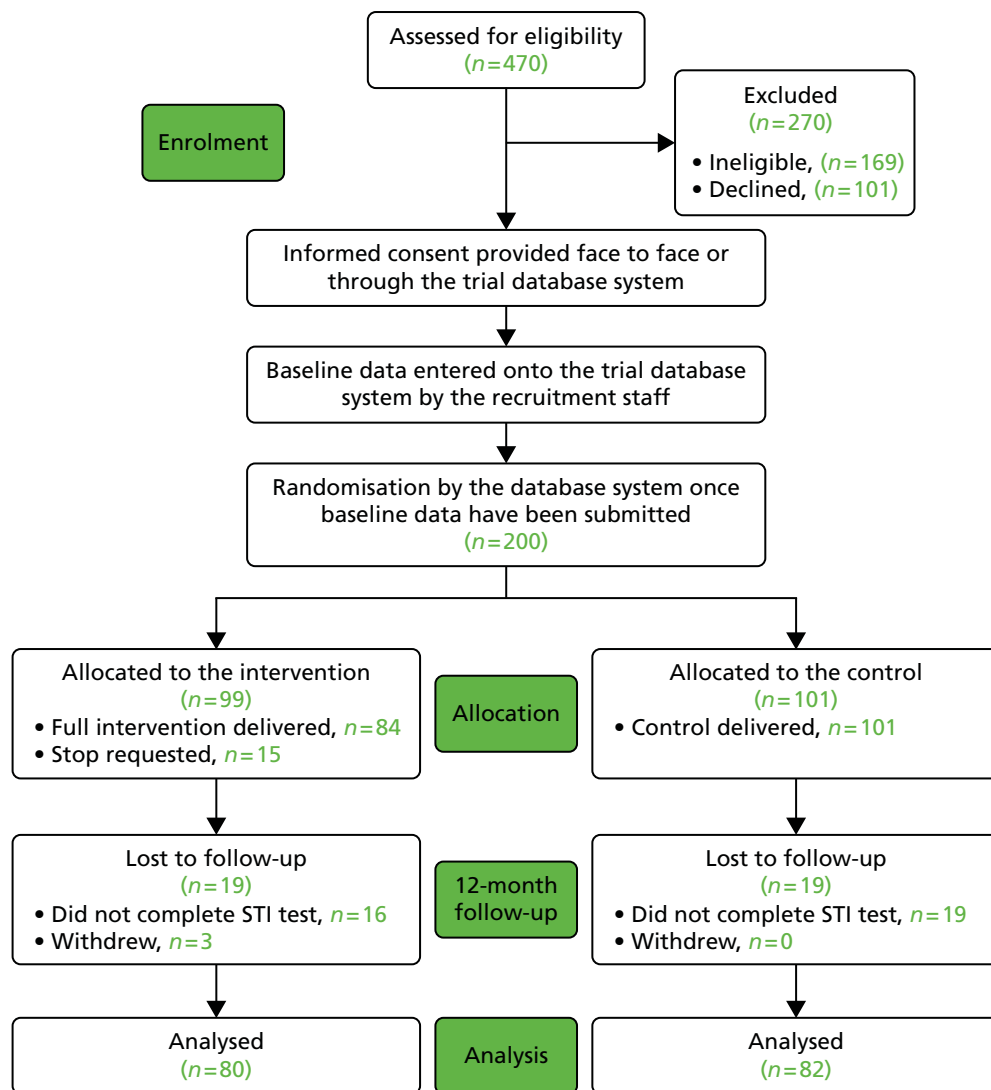 Assessed for eligibility
(n=470)
Enrolment
Excluded
(n=270)
• Ineligible, (n=169)
• Declined, (n=101)
Informed consent provided face to face or
through the trial database system
Baseline data entered onto the trial database
system by the recruitment staff
Randomisation by the database system once
baseline data have been submitted
(n=200)
Allocated to the intervention
(n=99)
• Full intervention delivered, n=84
• Stop requested, n=15
Allocation
Allocated to the control
(n=101)
• Control delivered, n=101
Lost to follow-up
(n=19)
• Did not complete STI test, n=16
• Withdrew, n=3
12-month
follow-up
Lost to follow-up
(n=19)
• Did not complete STI test, n=19
• Withdrew, n=0
Analysed
(n=80)
Analysis
Analysed
(n=82)